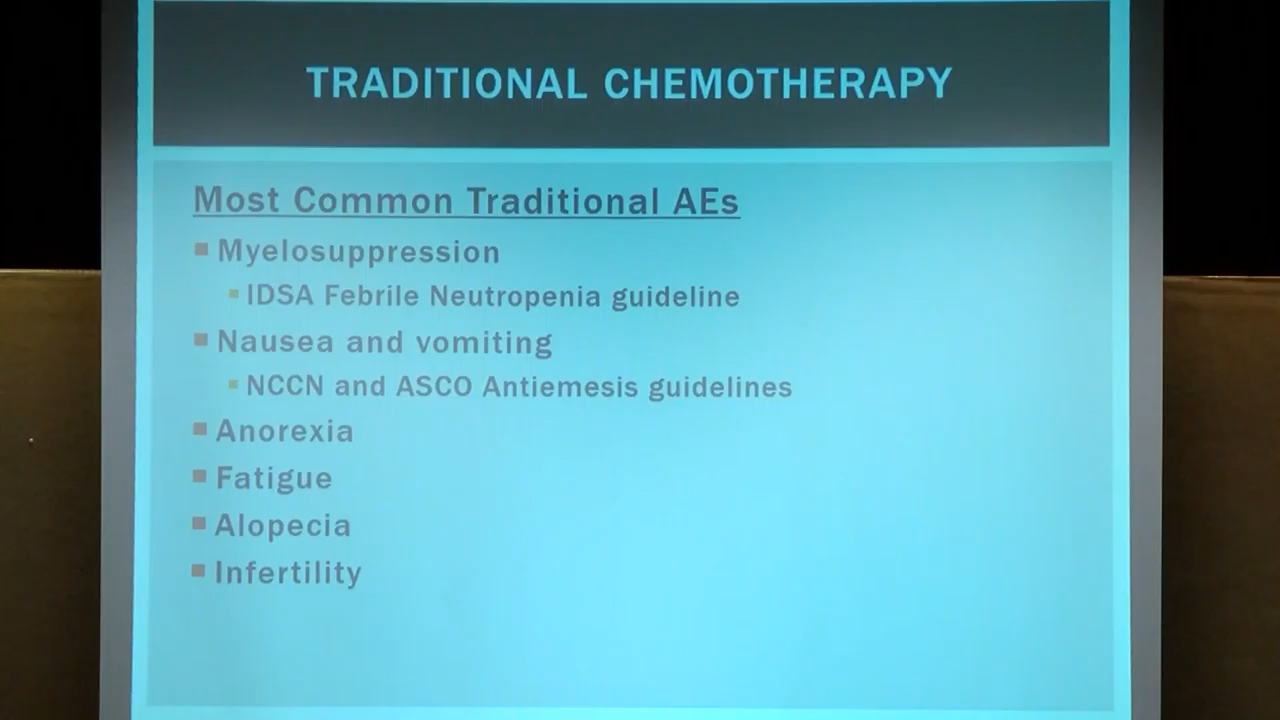 TRADITIONAL CHEMOTHERAPY
Most Common Traditional AEs
Myelosuppression
IDSA Febrile Neutropenia guideline
Nausea and vomiting
NCCN and ASCO Antiemesis guidelines
Anorexia
Fatigue
Alopecia
Infertility